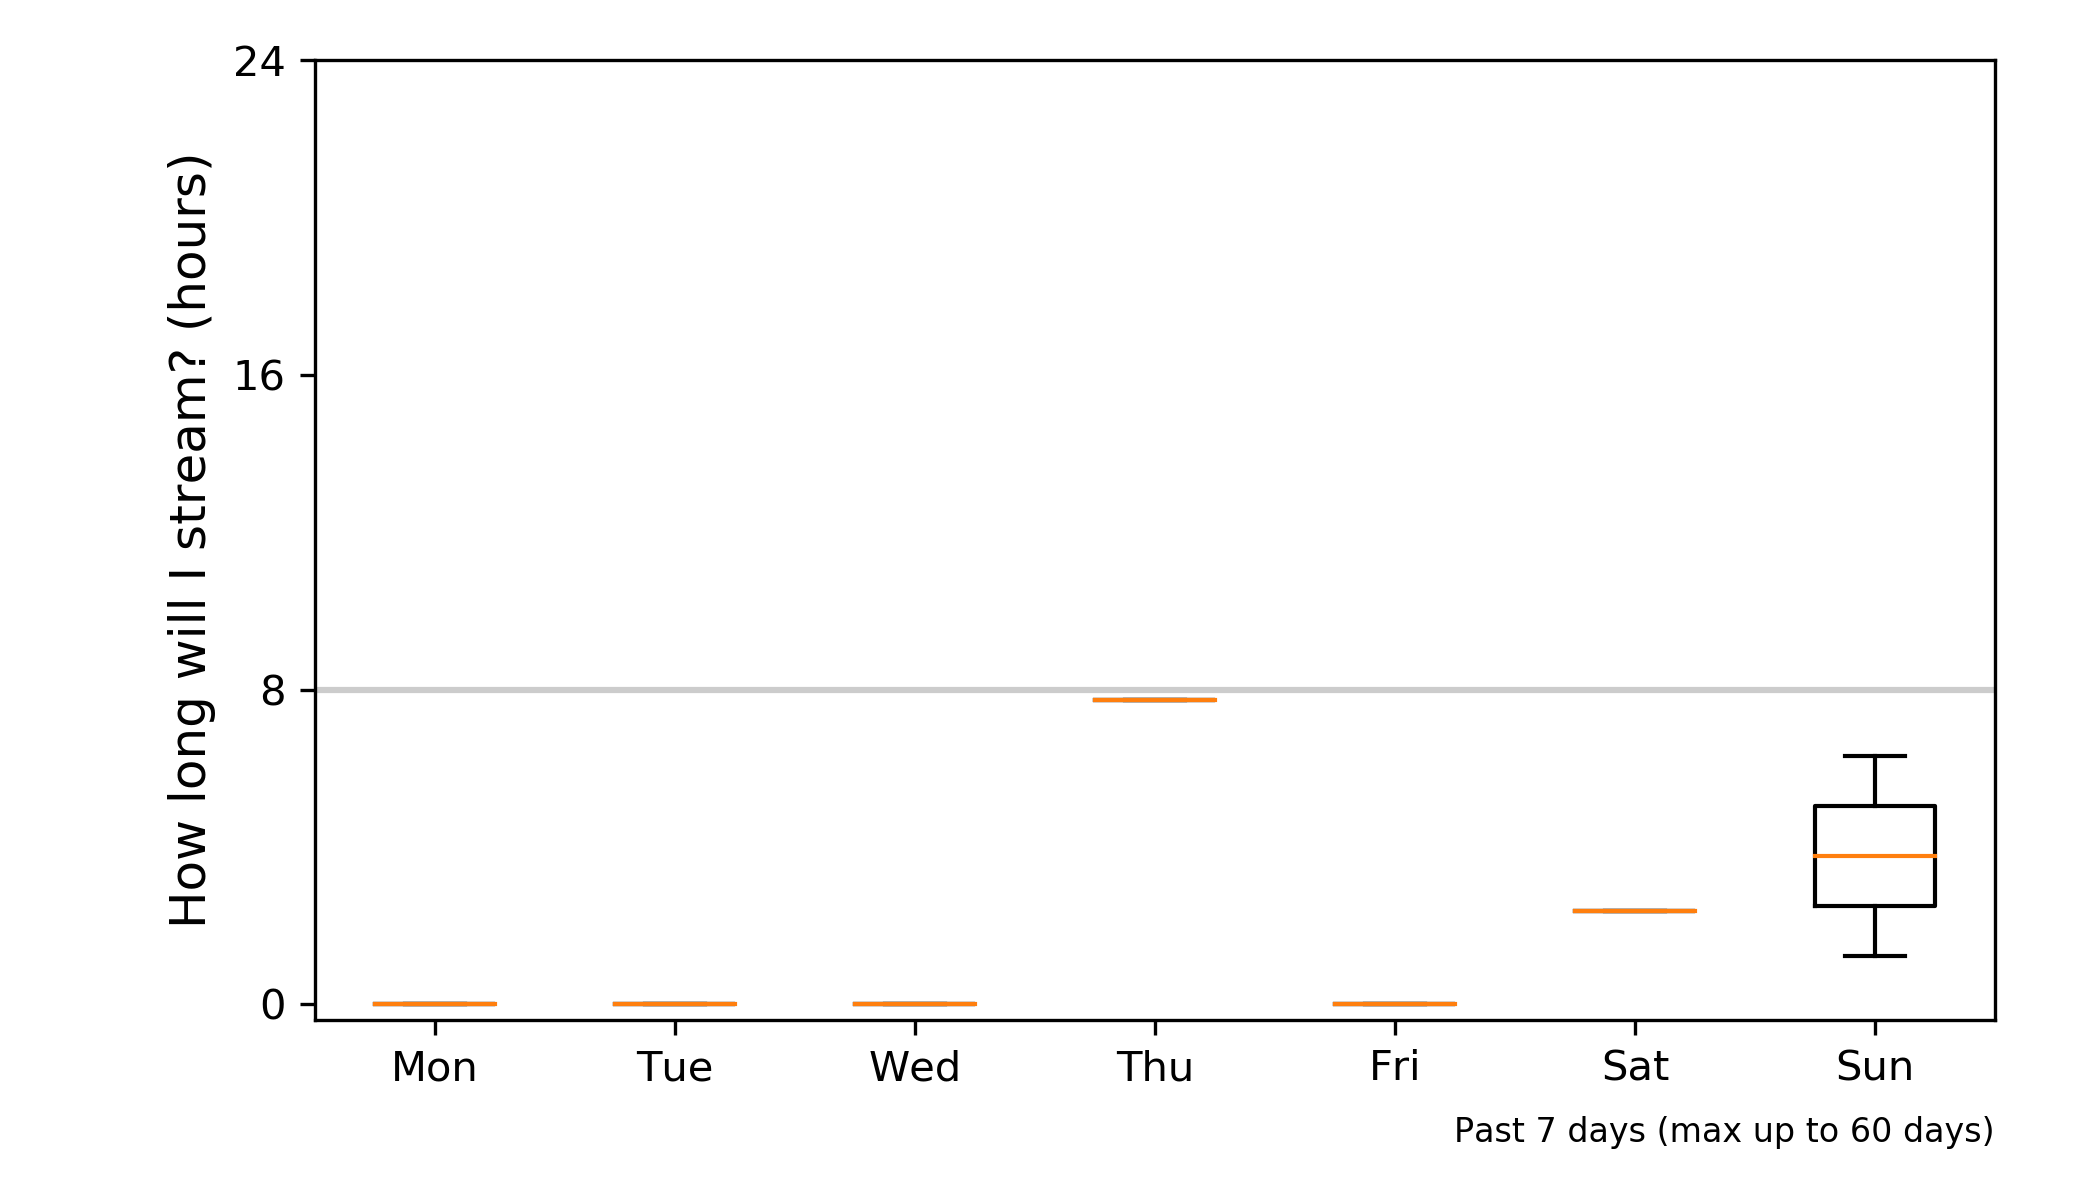 How long will I stream? (hours)
24
16
8
0
Mon Tue Wed Thu Fri Sat Sun
Past 7 days (max up to 60 days)